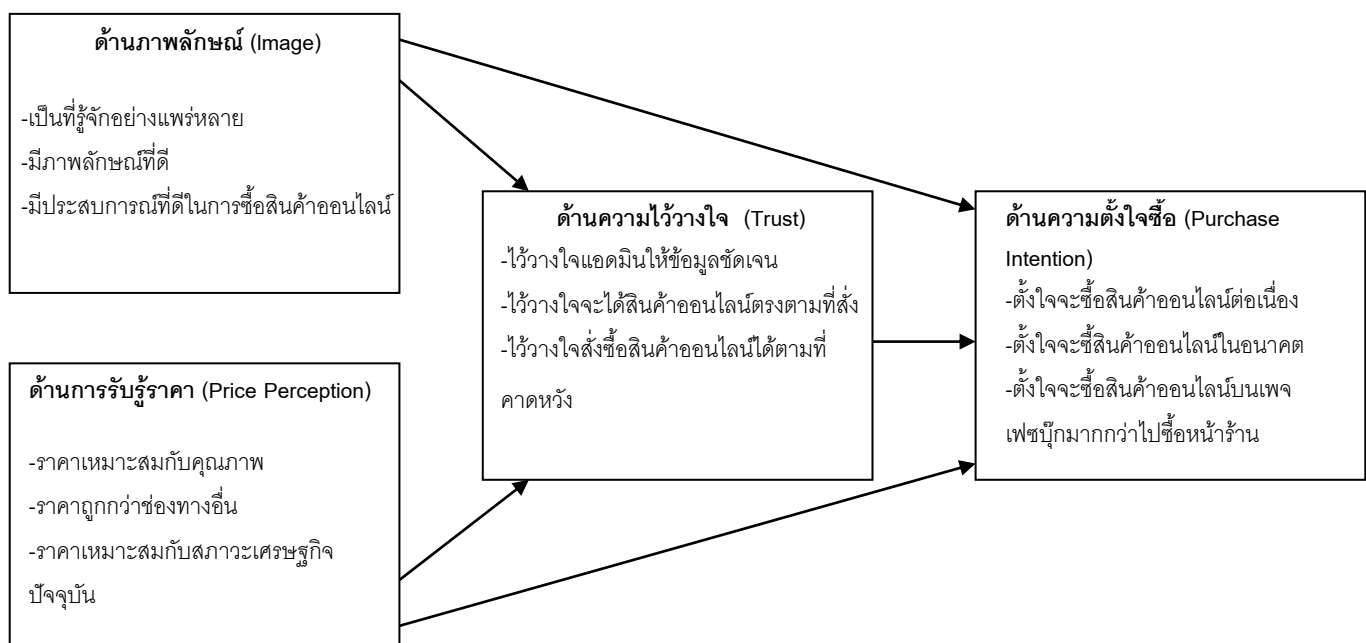 ด้านภาพลักษณ์ (Image)
-เป็นที่รู้จักอย่างแพร่หลาย
-มีภาพลักษณ์ที่ดี
-มีประสบการณ์ที่ดีในการซื้อสินค้าออนไลน์
ด้านการรับรู้ราคา (Price Perception)
-ราคาเหมาะสมกับคุณภาพ
-ราคาถูกกว่าช่องทางอื่น
-ราคาเหมาะสมกับสภาวะเศรษฐกิจ
ปัจจุบัน
ด้านความไว้วางใจ (Trust)
-ไว้วางใจแอดมินให้ข้อมูลชัดเจน
-ไว้วางใจจะได้สินค้าออนไลน์ตรงตามที่สั่ง
-ไว้วางใจสั่งซื้อสินค้าออนไลน์ได้ตามที่
คาดหวัง
ด้านความตั้งใจซื้อ (Purchase
Intention)
-ตั้งใจจะซื้อสินค้าออนไลน์ต่อเนื่อง
-ตั้งใจจะซื้สินค้าออนไลน์ในอนาคต
-ตั้งใจจะซื้อสินค้าออนไลน์บนเพจ
เฟซบุ๊กมากกว่าไปซื้อหน้าร้าน